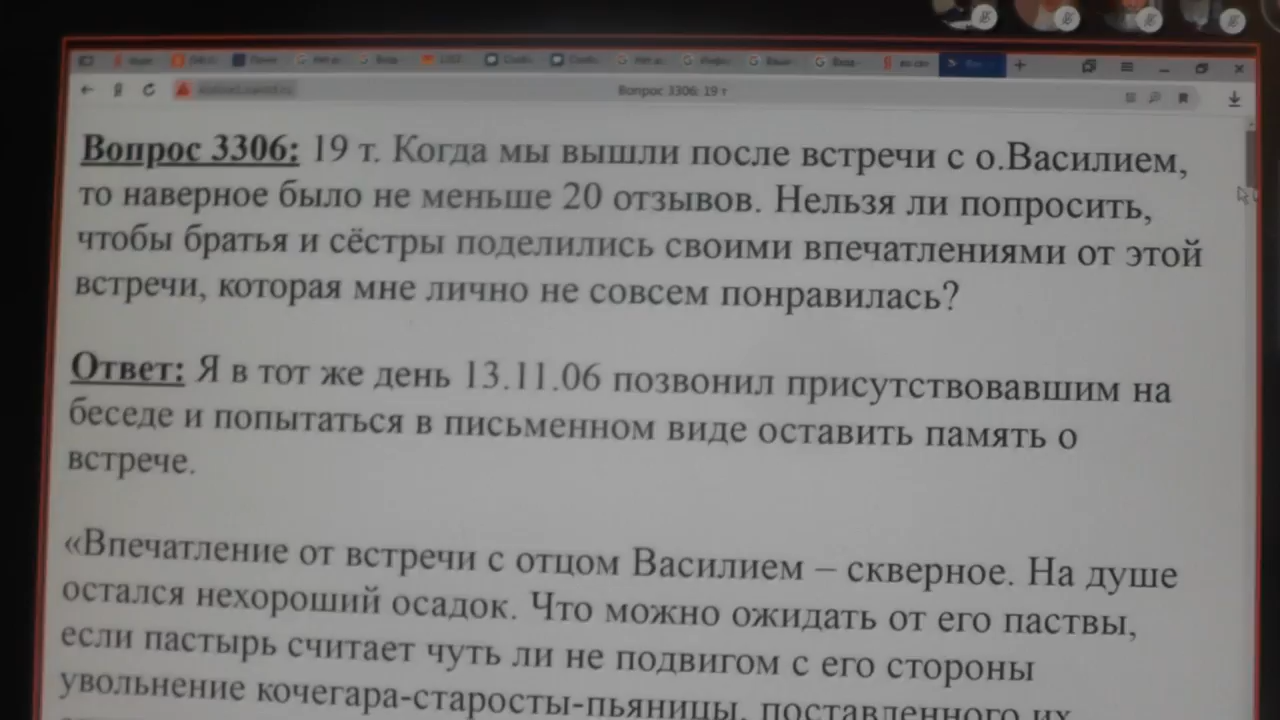 Вопрос 3306: 19 т
Вопрос 3306: 19 т. Когда мы вышли после встречи с о.Василием,
то наверное было не меньше 20 отзывов. Нельзя ли попросить,
чтобы братья и сёстры поделились своими впечатлениями от этой
встречи, которая мне лично не совсем понравилась?
Ответ: Я в тот же день 13.11.06 позвонил присутствовавшим на
беседе и попытаться в письменном виде оставить память о
встрече.
«Впечатление от встречи с отцом Василием – скверное. На душе
остался нехороший осадок. Что можно ожидать от его паствы,
если пастырь считает чуть ли не подвигом с его стороны
увольнение кочегара-старосты-пьяницы, поставленного их